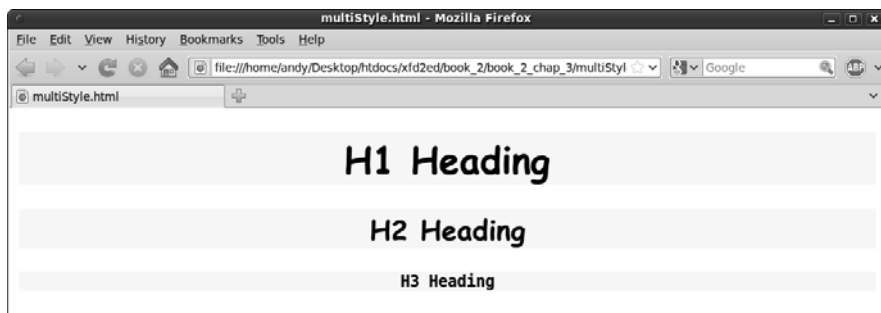 multiStyle.html - Mozilla Firefox
File Edit View History Bookmarks Tools Help
file:///home/andy/Desktop/htdocs/xfd2ed/book_2/book_2_chap_3/multiStyl
Google
ABP
multiStyle.html
H1 Heading
H2 Heading
H3 Heading